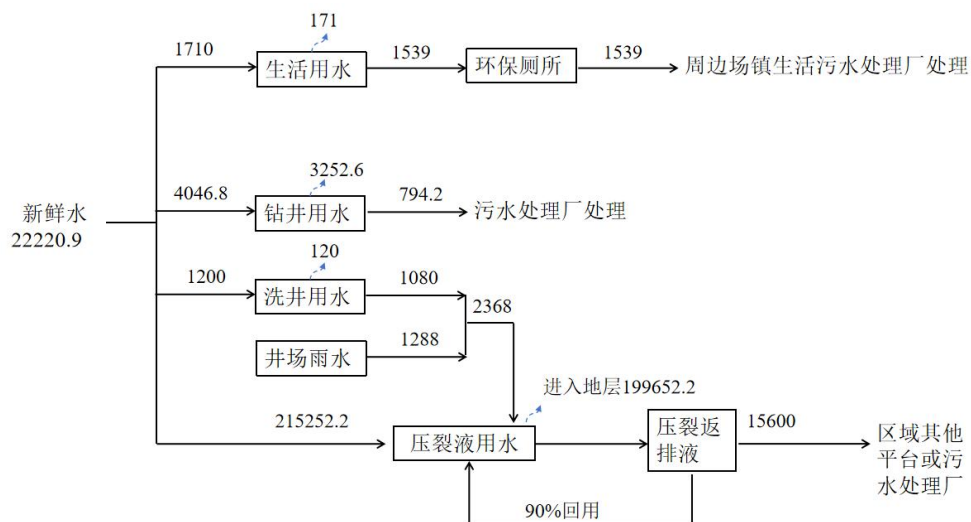 171
1710
生活用水
1539
环保厕所
1539
周边场镇生活污水处理厂处理
3252.6
4046.8
钻井用水
794.2
污水处理厂处理
新鲜水
22220.9
120
1200
洗井用水
1080
2368
井场雨水
1288
进入地层199652.2
215252.2
压裂液用水
压裂返
排液
15600
区域其他
平台或污
水处理厂
90%回用